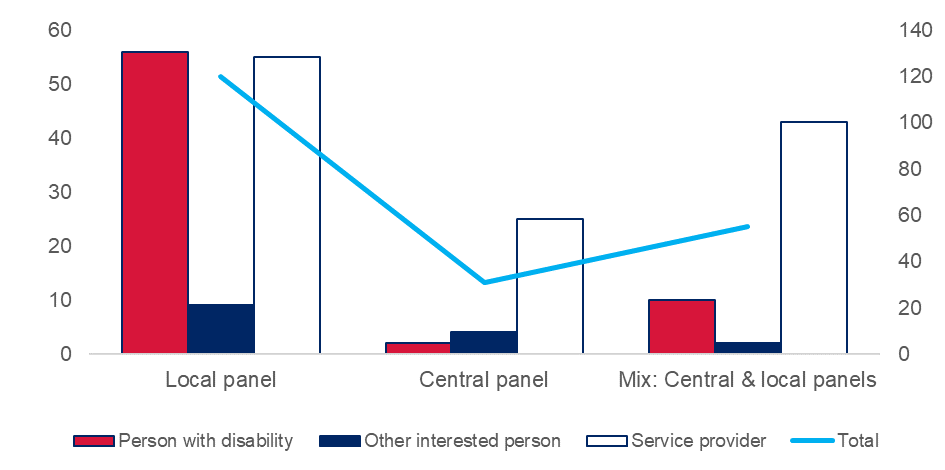 60
50
40
30
20
10
0
140
120
100
80
60
40
20
0
Local panel
Central panel
Mix: Central & local panels
Person with disability
Other interested person
Service provider
Total